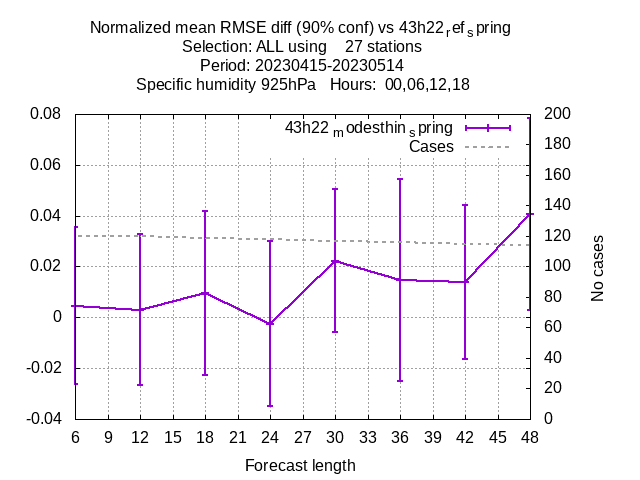 Normalized mean RMSE diff (90% conf) vs 43h22refspring
Selection: ALL using 27 stations
Period: 20230415-20230514
Specific humidity 925hPa Hours: 00,06,12,18
43h22modesthinspring
Cases
0.08
0.06
0.04
0.02
0
-0.02
-0.04
200
180
160
140
120
100
80
60
40
20
0
No cases
6 9 12 15 18 21 24 27 30 33 36 39 42 45 48
Forecast length